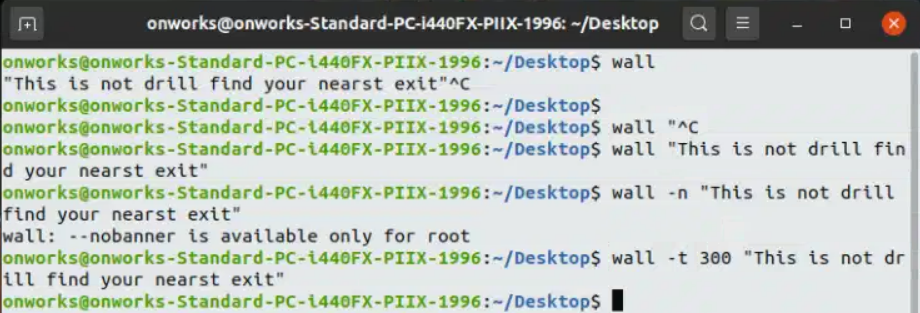 onworks@onworks-Standard-PC-i440FX-PIIX-1996: ~/Desktop
onworks@onworks-Standard-PC-i440FX-PIIX-1996:~/Desktop$ wall
"This is not drill find your nearst exit"^C
onworks@onworks-Standard-PC-i440FX-PIIX-1996:~/Desktop$
onworks@onworks-Standard-PC-i440FX-PIIX-1996:~/Desktop$ wall "^C
onworks@onworks-Standard-PC-i440FX-PIIX-1996:~/Desktop$ wall "This is not drill fin
d your nearst exit"
onworks@onworks-Standard-PC-i440FX-PIIX-1996:~/Desktop$ wall -n "This is not drill
find your nearst exit"
wall: --nobanner is available only for root
onworks@onworks-Standard-PC-i440FX-PIIX-1996:~/Desktop$ wall -t 300 "This is not dr
ill find your nearst exit"
onworks@onworks-Standard-PC-i440FX-PIIX-1996:~/Desktop$